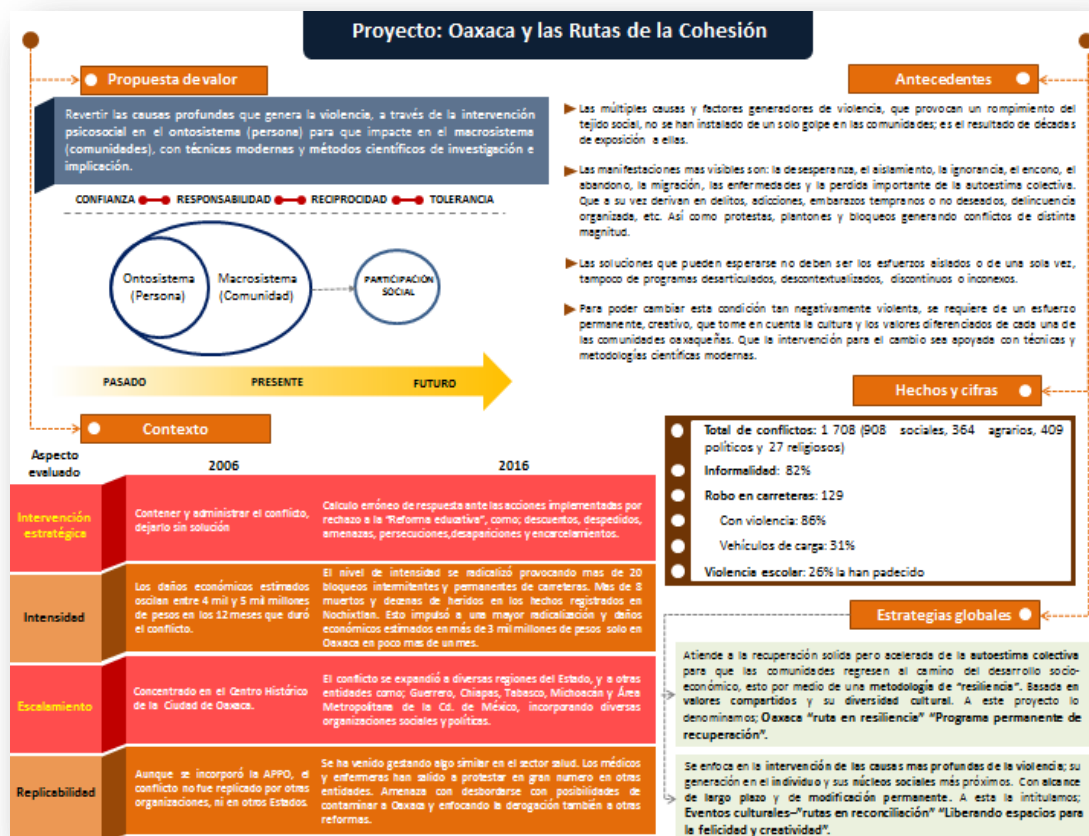 Proyecto: Oaxaca y las Rutas de la Cohesión
Propuesta de valor
Revertir las causas profundas que genera la violencia, a través de la intervención
psicosocial en el ontosistema (persona) para que impacte en el macrosistema
(comunidades), con técnicas modernas y métodos científicos de investigación e
implicación.
CONFIANZA RESPONSABILIDAD RECIPROCIDAD TOLERANCIA
Ontosistema
(Persona)
Macrosistema
(Comunidad)
PARTICIPACIÓN
SOCIAL
PASADO PRESENTE FUTURO
Antecedentes
Las múltiples causas y factores generadores de violencia, que provocan un rompimiento del
tejido social, no se han instalado de un solo golpe en las comunidades; es el resultado de décadas
de exposición a ellas.
Las manifestaciones mas visibles son: la desesperanza, el aislamiento, la ignorancia, el encono, el
abandono, la migración, las enfermedades y la perdida importante de la autoestima colectiva.
Que a su vez derivan en delitos, adicciones, embarazos tempranos o no deseados, delincuencia
organizada, etc. Así como protestas, plantones y bloqueos generando conflictos de distinta
magnitud.
Las soluciones que pueden esperarse no deben ser los esfuerzos aislados o de una sola vez,
tampoco de programas desarticulados, descontextualizados, discontinuos o inconexos.
Para poder cambiar esta condición tan negativamente violenta, se requiere de un esfuerzo
permanente, creativo, que tome en cuenta la cultura y los valores diferenciados de cada una de
las comunidades oaxaqueñas. Que la intervención para el cambio sea apoyada con técnicas y
metodologías científicas modernas.
Hechos y cifras
Total de conflictos: 1 708 (908 sociales, 364 agrarios, 409
políticos y 27 religiosos)
Informalidad: 82%
Robo en carreteras: 129
Con violencia: 86%
Vehículos de carga: 31%
Violencia escolar: 26% la han padecido
Contexto
Aspecto
evaluado
2006
2016
Intervención
estratégica
Contener y administrar el conflicto,
dejarlo sin solución
Calculo erróneo de respuesta ante las acciones implementadas por
rechazo a la "Reforma educativa", como; descuentos, despedidos,
amenazas, persecuciones,desapariciones y encarcelamientos.
Intensidad
Los daños económicos estimados
oscilan entre 4 mil y 5 mil millones
de pesos en los 12 meses que duró
el conflicto.
El nivel de intensidad se radicalizó provocando mas de 20
bloqueos intermitentes y permanentes de carreteras. Mas de 8
muertos y decenas de heridos en los hechos registrados en
Nochixtlan. Esto impulsó a una mayor radicalización y daños
económicos estimados en más de 3 mil millones de pesos solo en
Oaxaca en poco mas de un mes.
Escalamiento
Concentrado en el Centro Histórico
de la Ciudad de Oaxaca.
El conflicto se expandió a diversas regiones del Estado, y a otras
entidades como; Guerrero, Chiapas, Tabasco, Michoacán y Área
Metropolitana de la Cd. de México, incorporando diversas
organizaciones sociales y políticas.
Replicabilidad
Aunque se incorporó la APPO, el
conflicto no fue replicado por otras
organizaciones, ni en otros Estados.
Se ha venido gestando algo similar en el sector salud. Los médicos
y enfermeras han salido a protestar en gran numero en otras
entidades. Amenaza con desbordarse con posibilidades de
contaminar a Oaxaca y enfocando la derogación también a otras
reformas.
Estrategias globales
Atiende a la recuperación solida pero acelerada de la autoestima colectiva
para que las comunidades regresen al camino del desarrollo socio-
económico, esto por medio de una metodología de "resiliencia". Basada en
valores compartidos y su diversidad cultural. A este proyecto lo
denominamos; Oaxaca "ruta en resiliencia" "Programa permanente de
recuperación".
Se enfoca en la intervención de las causas mas profundas de la violencia; su
generación en el individuo y sus núcleos sociales más próximos. Con alcance
de largo plazo y de modificación permanente. A esta la intitulamos;
Eventos culturales–"rutas en reconciliación" "Liberando espacios para
la felicidad y creatividad".